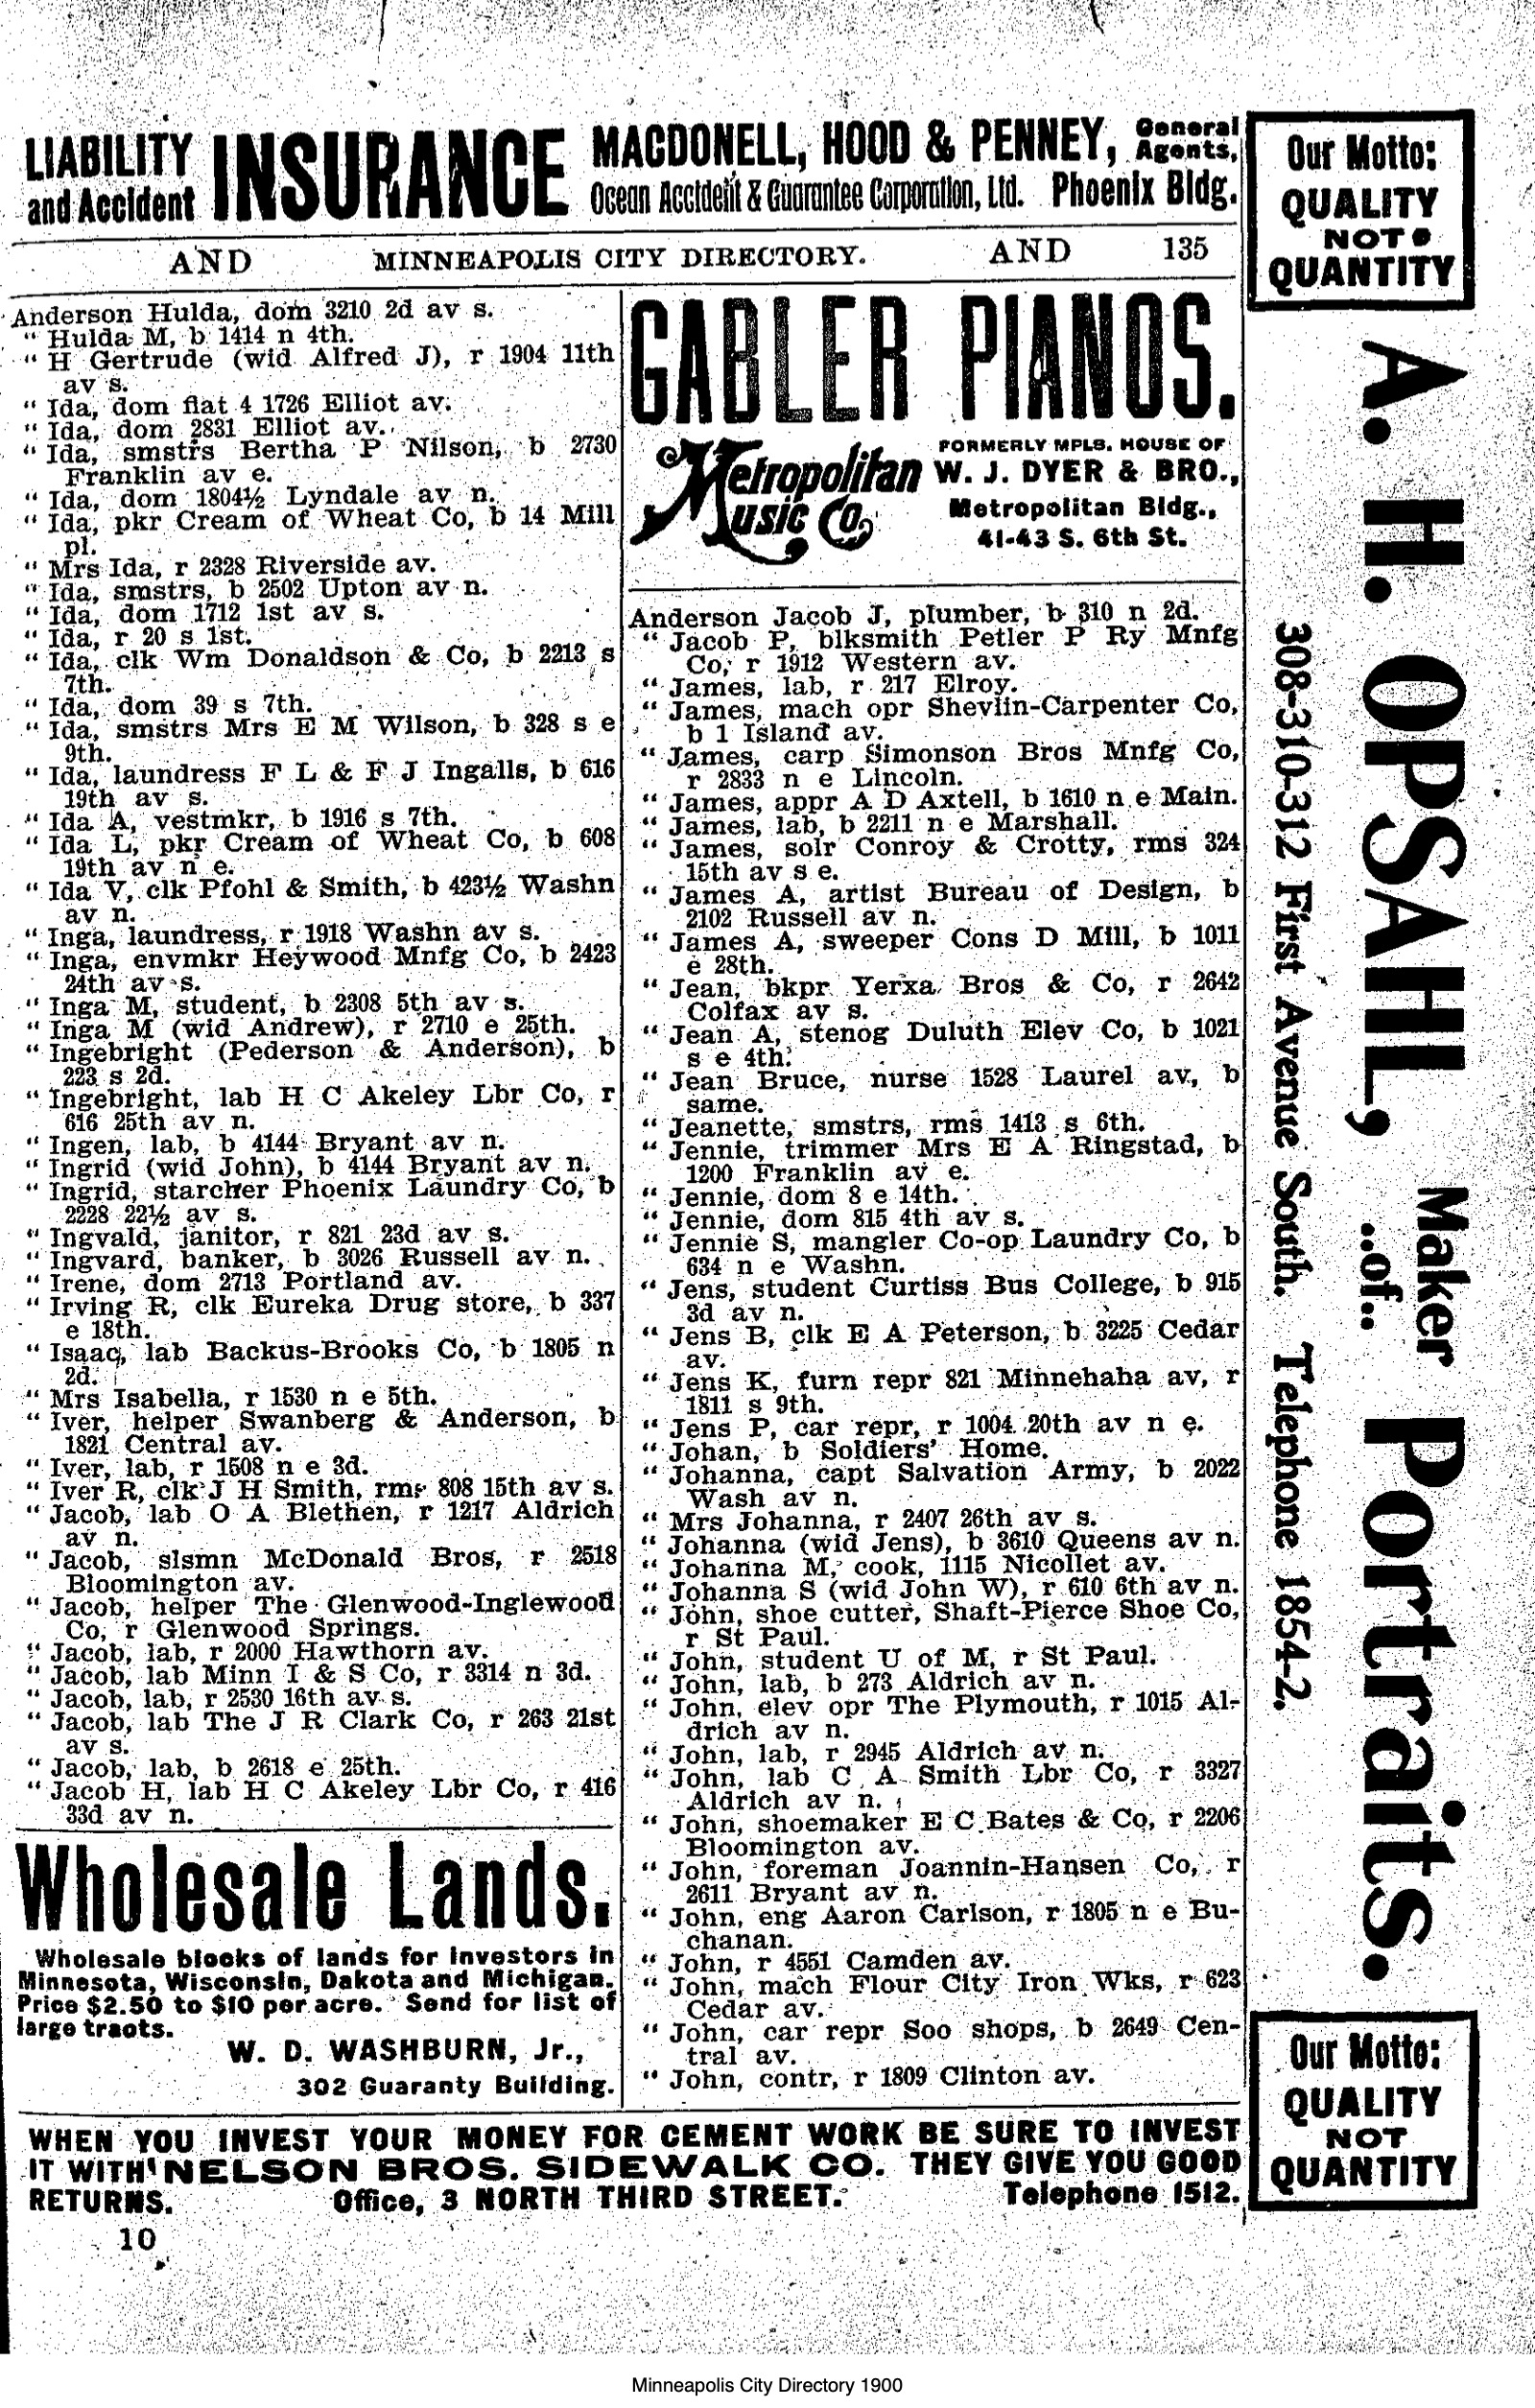 LIABILITY
and Accident
INSURANCE
MACDONELL, HOOD & PENNEY,
General
Agents,
Ocean Accident & Guarantee Corporation, Ltd. Phoenix Bldg.
AND MINNEAPOLIS CITY DIRECTORY. AND 135
Anderson Hulda, dom 3210 2d av s.
" Hulda M, b 1414 n 4th.
" H Gertrude (wid Alfred J), r 1904 11th
av s.
" Ida, dom flat 4 1726 Elliot av.
" Ida, dom 2831 Elliot av.
" Ida, smstrs Bertha P Nilson, b 2730
Franklin av e.
" Ida, dom 1804½ Lyndale av n.
" Ida, pkr Cream of Wheat Co, b 14 Mill
pl.
" Mrs Ida, r 2328 Riverside av.
" Ida, smstrs, b 2502 Upton av n.
" Ida, dom 1712 1st av s.
" Ida, r 20 s 1st.
" Ida, clk Wm Donaldson & Co, b 2213 s
7th.
" Ida, dom 39 s 7th.
" Ida, smstrs Mrs E M Wilson, b 328 s e
9th.
" Ida, laundress F L & F J Ingalls, b 616
19th av s.
" Ida A, vestmkr, b 1916 s 7th.
" Ida L, pkr Cream of Wheat Co, b 608
19th av n e.
" Ida V, clk Pfohl & Smith, b 423½ Washn
av n.
" Inga, laundress, r 1918 Washn av s.
" Inga, envmkr Heywood Mnfg Co, b 2423
24th av s.
" Inga M, student, b 2308 5th av s.
" Inga M (wid Andrew), r 2710 e 25th.
" Ingebright (Pederson & Anderson), b
223 s 2d.
" Ingebright, lab H C Akeley Lbr Co, r
616 25th av n.
" Ingen, lab, b 4144 Bryant av n.
" Ingrid (wid John), b 4144 Bryant av n.
" Ingrid, starcher Phoenix Laundry Co, b
2228 22½ av s.
" Ingvald, janitor, r 821 23d av s.
" Ingvard, banker, b 3026 Russell av n.
" Irene, dom 2713 Portland av.
" Irving R, clk Eureka Drug store, b 337
e 18th.
" Isaac, lab Backus-Brooks Co, b 1805 n
2d.
" Mrs Isabella, r 1530 n e 5th.
" Iver, helper Swanberg & Anderson, b
1821 Central av.
" Iver, lab, r 1508 n e 3d.
" Iver R, clk J H Smith, rms 808 15th av s.
" Jacob, lab O A Blethen, r 1217 Aldrich
av n.
" Jacob, slsmn McDonald Bros, r 2518
Bloomington av.
" Jacob, helper The Glenwood-Inglewood
Co, r Glenwood Springs.
" Jacob, lab, r 2000 Hawthorn av.
" Jacob, lab Minn I & S Co, r 3314 n 3d.
" Jacob, lab, r 2530 16th av s.
" Jacob, lab The J R Clark Co, r 263 21st
av s.
" Jacob, lab, b 2618 e 25th.
" Jacob H, lab H C Akeley Lbr Co, r 416
33d av n.
Wholesale Lands.
Wholesale blocks of lands for investors in
Minnesota, Wisconsin, Dakota and Michigan.
Price $2.50 to $10 per acre. Send for list of
large tracts.
W. D. WASHBURN, Jr.,
302 Guaranty Building.
GABLER PIANOS.
Metropolitan
Music Co.
FORMERLY MPLS. HOUSE OF
W. J. DYER & BRO.,
Metropolitan Bldg.,
41-43 S. 6th St.
Anderson Jacob J, plumber, b 310 n 2d.
" Jacob P, blksmith Petler P Ry Mnfg
Co, r 1912 Western av.
" James, lab, r 217 Elroy.
" James, mach opr Shevlin-Carpenter Co,
b 1 Island av.
" James, carp Simonson Bros Mnfg Co,
r 2833 n e Lincoln.
" James, appr A D Axtell, b 1610 n e Main.
" James, lab, b 2211 n e Marshall.
" James, solr Conroy & Crotty, rms 324
15th av s e.
" James A, artist Bureau of Design, b
2102 Russell av n.
" James A, sweeper Cons D Mill, b 1011
e 28th.
" Jean, bkpr Yerxa Bros & Co, r 2642
Colfax av s.
" Jean A, stenog Duluth Elev Co, b 1021
s e 4th.
" Jean Bruce, nurse 1528 Laurel av, b
same.
" Jeanette, smstrs, rms 1413 s 6th.
" Jennie, trimmer Mrs E A Ringstad, b
1200 Franklin av e.
" Jennie, dom 8 e 14th.
" Jennie, dom 815 4th av s.
" Jennie S, mangler Co-op Laundry Co, b
634 n e Washn.
" Jens, student Curtiss Bus College, b 915
3d av n.
" Jens B, clk E A Peterson, b 3225 Cedar
av.
" Jens K, furn repr 821 Minnehaha av, r
1811 s 9th.
" Jens P, car repr, r 1004 20th av n e.
" Johan, b Soldiers' Home.
" Johanna, capt Salvation Army, b 2022
Wash av n.
" Mrs Johanna, r 2407 26th av s.
" Johanna (wid Jens), b 3610 Queens av n.
" Johanna M, cook, 1115 Nicollet av.
" Johanna S (wid John W), r 610 6th av n.
" John, shoe cutter, Shaft-Pierce Shoe Co,
r St Paul.
" John, student U of M, r St Paul.
" John, lab, b 273 Aldrich av n.
" John, elev opr The Plymouth, r 1015 Al-
drich av n.
" John, lab, r 2945 Aldrich av n.
" John, lab C A Smith Lbr Co, r 3327
Aldrich av n.
" John, shoemaker E C Bates & Co, r 2206
Bloomington av.
" John, foreman Joannin-Hansen Co, r
2611 Bryant av n.
" John, eng Aaron Carlson, r 1805 n e Bu-
chanan.
" John, r 4551 Camden av.
" John, mach Flour City Iron Wks, r 623
Cedar av.
" John, car repr Soo shops, b 2649 Cen-
tral av.
" John, contr, r 1809 Clinton av.
WHEN YOU INVEST YOUR MONEY FOR CEMENT WORK BE SURE TO INVEST
IT WITH NELSON BROS. SIDEWALK CO. THEY GIVE YOU GOOD
RETURNS. Office, 3 NORTH THIRD STREET. Telephone 1512.
10
Our Motto:
QUALITY
NOT
QUANTITY
A. H. OPSAHL, Maker ..of.. Portraits.
308-310-312 First Avenue South. Telephone 1854-2.
Our Motto:
QUALITY
NOT
QUANTITY
Minneapolis City Directory 1900